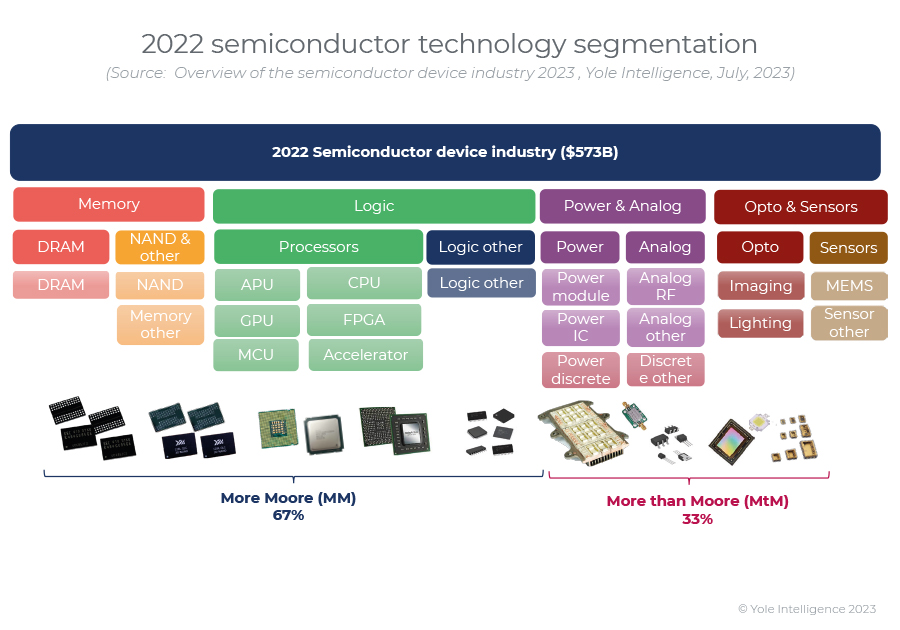 2022 semiconductor technology segmentation
(Source:  Overview of the semiconductor device industry 2023 , Yole Intelligence, July, 2023)
2022 Semiconductor device industry ($573B)
Memory
Logic
Power & Analog
Opto & Sensors
DRAM
NAND &
other
Processors
Logic other
Power
Analog
Opto
Sensors
DRAM
NAND
APU
CPU
Logic other
Power
module
Analog
RF
Imaging
MEMS
Memory
other
GPU
FPGA
Power
IC
Analog
other
Lighting
Sensor
other
MCU
Accelerator
Power
discrete
Discret
e other
More Moore (MM)
67%
More than Moore (MtM)
33%
© Yole Intelligence 2023